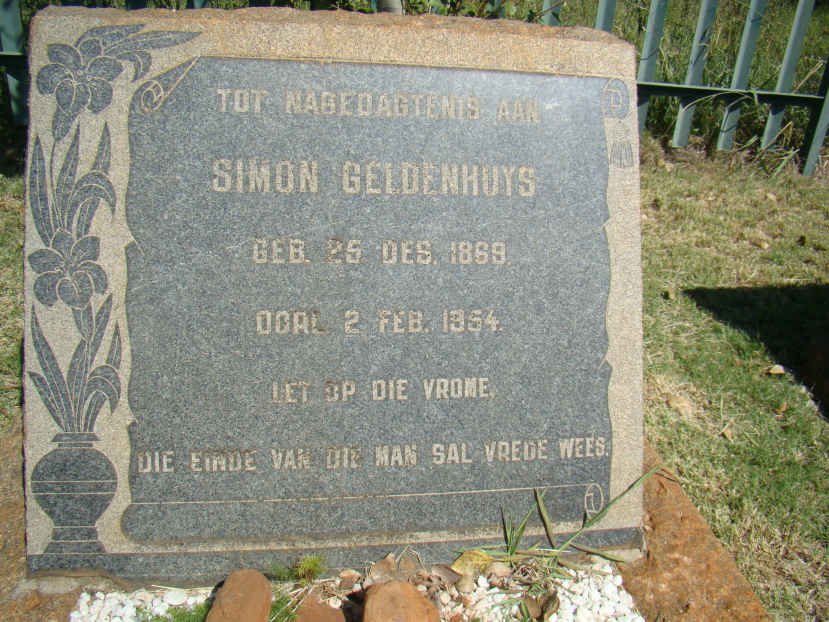 TOT NAGEDAGTENIS AAN
SIMON GELDENHUYS
GEB. 25 DES. 1869.
OORL. 2 FEB. 1954.
LET OP DIE VROME.
DIE EINDE VAN DIE MAN SAL VREDE WEES.